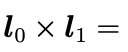 𝒍₀ × 𝒍₁ =